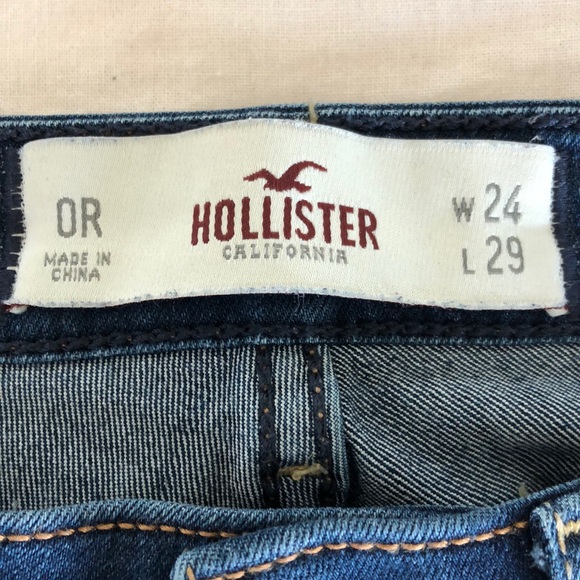 0R
MADE IN
CHINA
HOLLISTER
CALIFORNIA
W 24
L 29